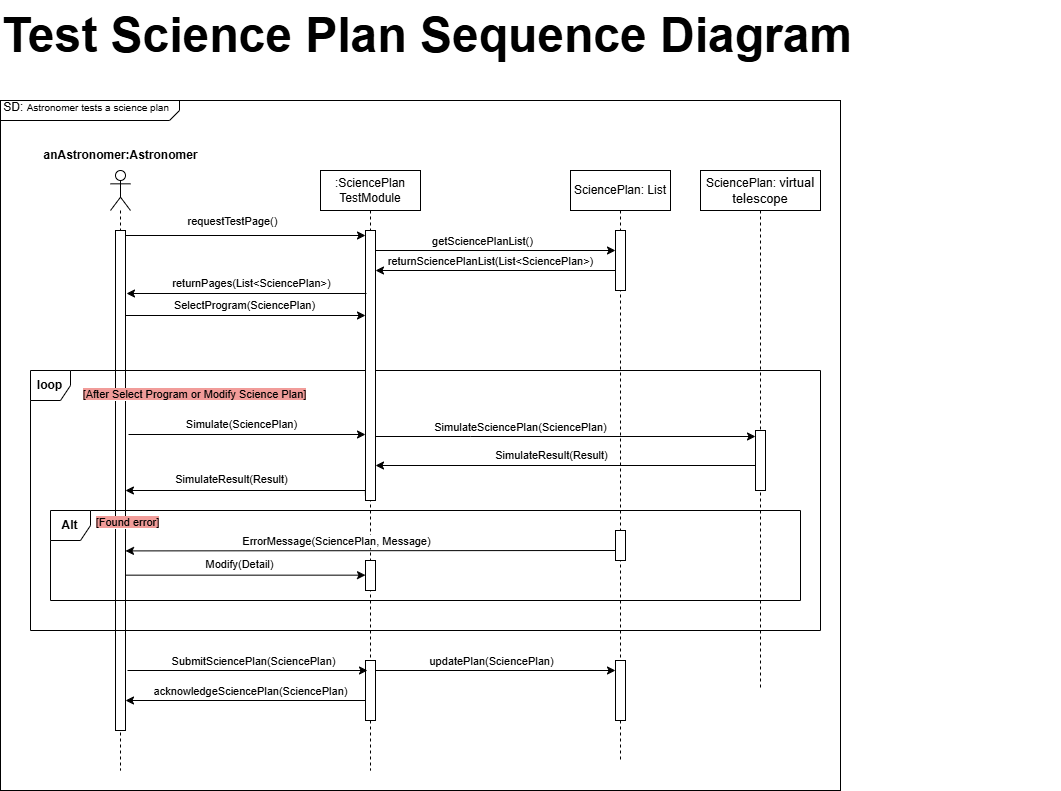 Test Science Plan Sequence Diagram
SD: Astronomer tests a science plan
anAstronomer:Astronomer
:SciencePlan
TestModule
SciencePlan: List
SciencePlan: virtual
telescope
requestTestPage()
getSciencePlanList()
returnSciencePlanList(List<SciencePlan>)
returnPages(List<SciencePlan>)
SelectProgram(SciencePlan)
loop
[After Select Program or Modify Science Plan]
Simulate(SciencePlan)
SimulateSciencePlan(SciencePlan)
SimulateResult(Result)
SimulateResult(Result)
Alt
[Found error]
ErrorMessage(SciencePlan, Message)
Modify(Detail)
SubmitSciencePlan(SciencePlan)
updatePlan(SciencePlan)
acknowledgeSciencePlan(SciencePlan)